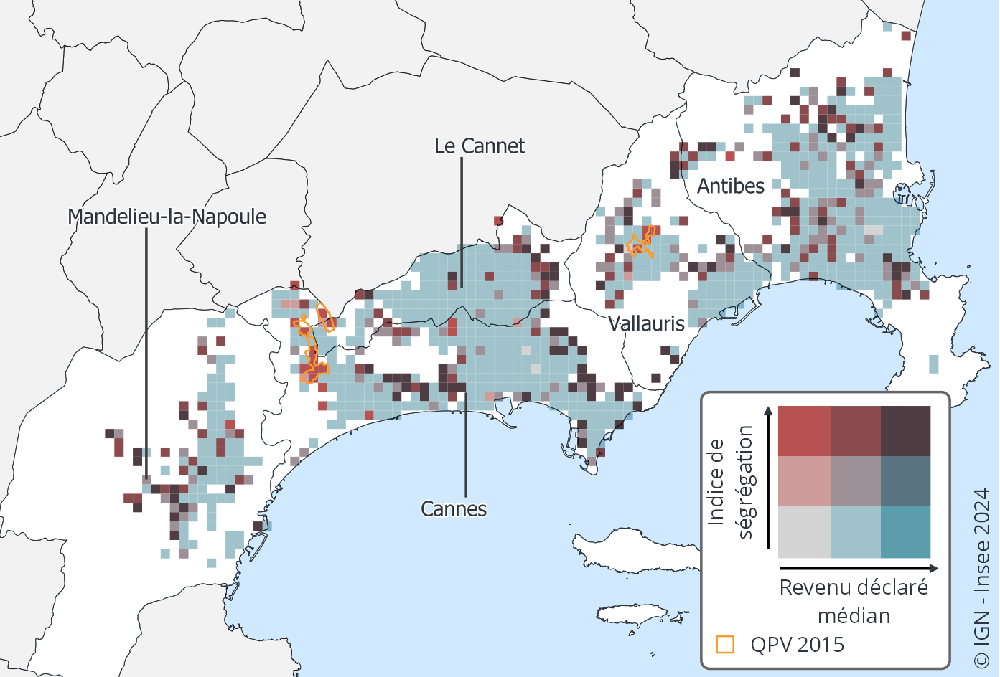 Le Cannet
Antibes
Mandelieu-la-Napoule
Vallauris
Cannes
Indice de
ségrégation
Revenu déclaré
médian
QPV 2015
© IGN - Insee 2024